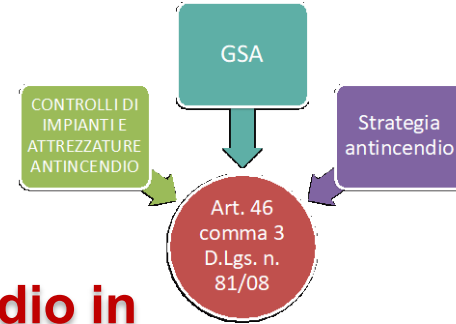 GSA
CONTROLLI DI
IMPIANTI E
ATTREZZATURE
ANTINCENDIO
Strategia
antincendio
Art. 46
comma 3
D.Lgs. n.
81/08
dio in